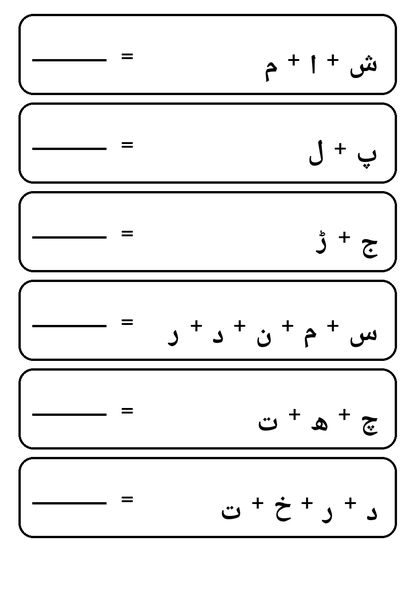 ش + ا + م = ______
پ + ل = ______
ج + ڑ = ______
س + م + ن + د + ر = ______
چ + ھ + ت = ______
د + ر + خ + ت = ______